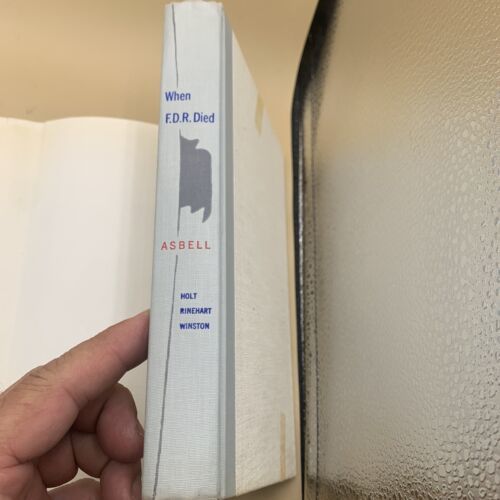 When
F.D.R. Died
ASBELL
HOLT
RINEHART
WINSTON